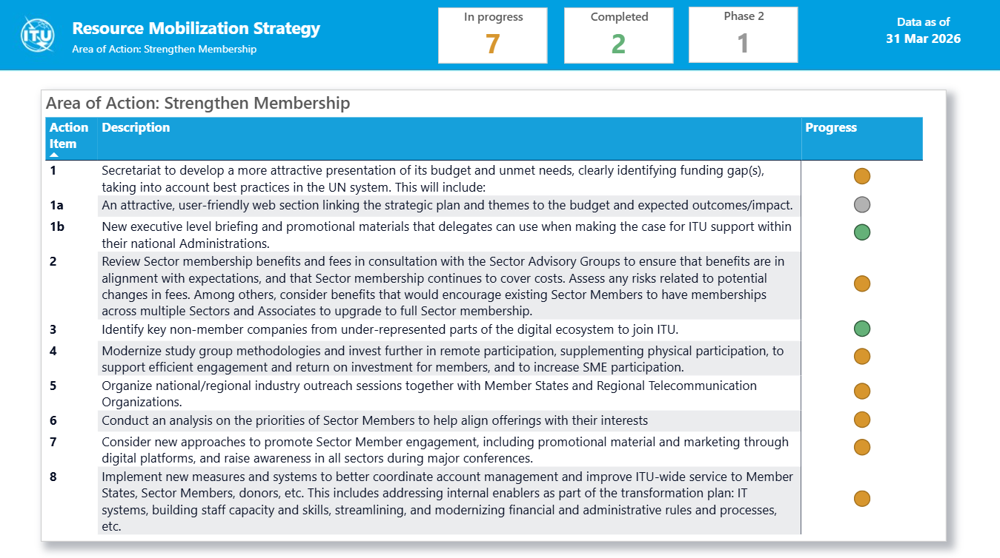 ITU
Resource Mobilization Strategy
Area of Action: Strengthen Membership
In progress
7
Completed
2
Phase 2
1
Data as of
31 Mar 2026
Area of Action: Strengthen Membership
Action Item
Description
Progress
1
Secretariat to develop a more attractive presentation of its budget and unmet needs, clearly identifying funding gap(s),
taking into account best practices in the UN system. This will include:
1a
An attractive, user-friendly web section linking the strategic plan and themes to the budget and expected outcomes/impact.
1b
New executive level briefing and promotional materials that delegates can use when making the case for ITU support within
their national Administrations.
2
Review Sector membership benefits and fees in consultation with the Sector Advisory Groups to ensure that benefits are in
alignment with expectations, and that Sector membership continues to cover costs. Assess any risks related to potential
changes in fees. Among others, consider benefits that would encourage existing Sector Members to have memberships
across multiple Sectors and Associates to upgrade to full Sector membership.
3
Identify key non-member companies from under-represented parts of the digital ecosystem to join ITU.
4
Modernize study group methodologies and invest further in remote participation, supplementing physical participation, to
support efficient engagement and return on investment for members, and to increase SME participation.
5
Organize national/regional industry outreach sessions together with Member States and Regional Telecommunication
Organizations.
6
Conduct an analysis on the priorities of Sector Members to help align offerings with their interests
7
Consider new approaches to promote Sector Member engagement, including promotional material and marketing through
digital platforms, and raise awareness in all sectors during major conferences.
8
Implement new measures and systems to better coordinate account management and improve ITU-wide service to Member
States, Sector Members, donors, etc. This includes addressing internal enablers as part of the transformation plan: IT
systems, building staff capacity and skills, streamlining, and modernizing financial and administrative rules and processes,
etc.